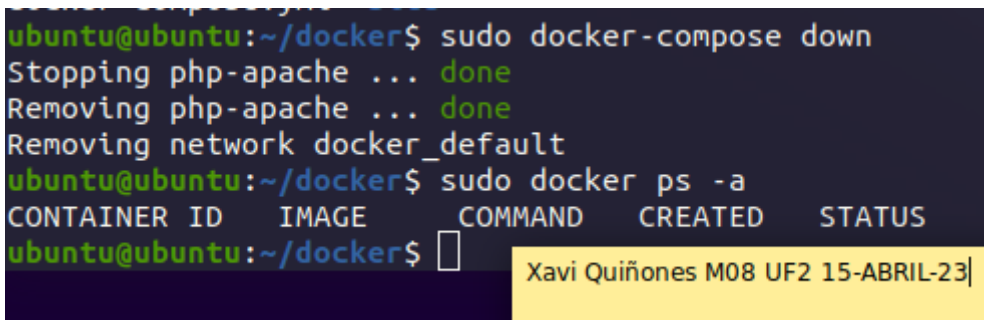 ubuntu@ubuntu:~/docker$ sudo docker-compose down
Stopping php-apache ... done
Removing php-apache ... done
Removing network docker_default
ubuntu@ubuntu:~/docker$ sudo docker ps -a
CONTAINER ID   IMAGE     COMMAND   CREATED   STATUS
ubuntu@ubuntu:~/docker$
Xavi Quiñones M08 UF2 15-ABRIL-23